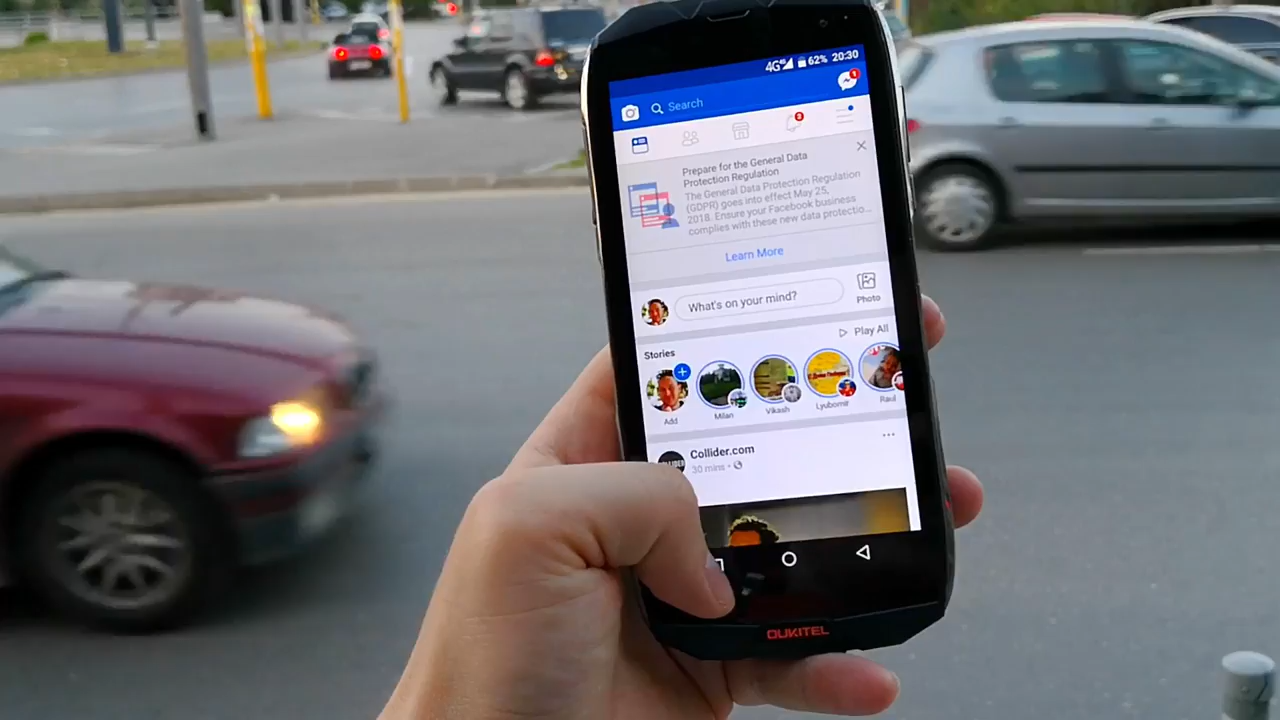 4G 62% 20:30
Search
1
2
Prepare for the General Data
Protection Regulation
The General Data Protection Regulation
(GDPR) goes into effect May 25,
2018. Ensure your Facebook business
complies with these new data protectio...
Learn More
What's on your mind?
Photo
Stories
Play All
Add
Milan
Vikash
Lyubomir
Raul
Collider.com
30 mins •
OUKITEL